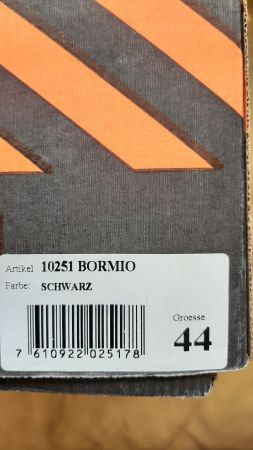 Artikel 10251 BORMIO
Farbe: SCHWARZ
Groesse
44
7 610922 025178